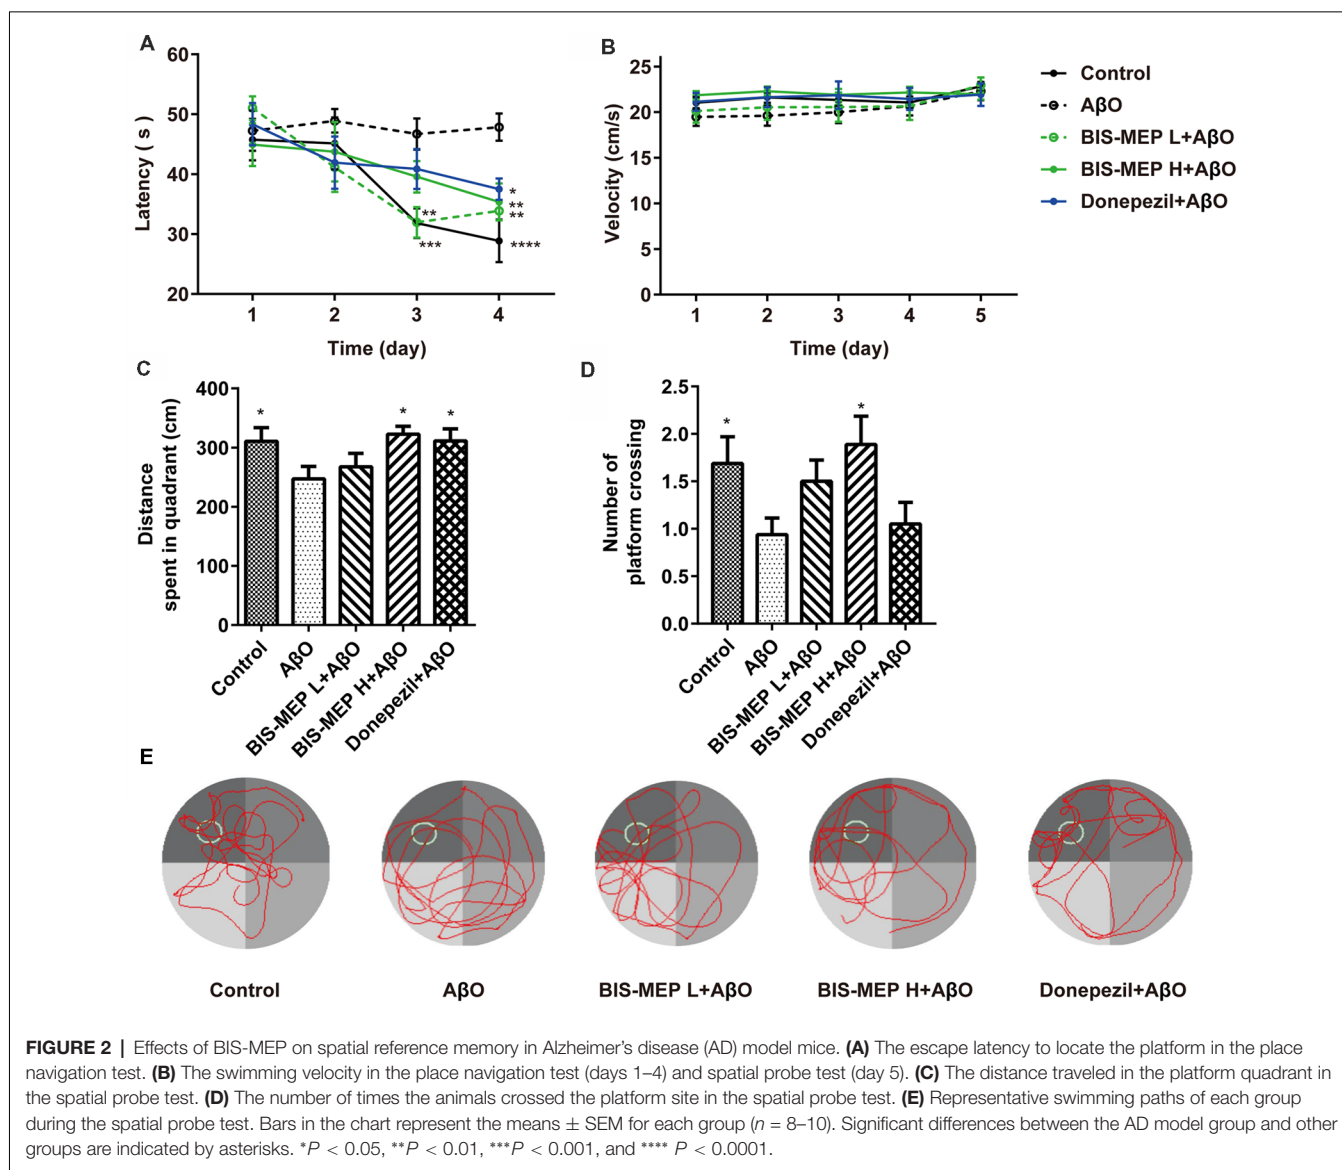 A
60
50
40
30
20
Latency ( s )
1 2 3 4
Time (day)
**
***
*
**
**
****
B
25
20
15
10
5
0
Velocity (cm/s)
1 2 3 4 5
Time (day)
Control
AβO
BIS-MEP L+AβO
BIS-MEP H+AβO
Donepezil+AβO
C
400
300
200
100
0
Distance
spent in quadrant (cm)
* * *
Control
AβO
BIS-MEP L+AβO
BIS-MEP H+AβO
Donepezil+AβO
D
2.5
2.0
1.5
1.0
0.5
0.0
Number of
platform crossing
* *
Control
AβO
BIS-MEP L+AβO
BIS-MEP H+AβO
Donepezil+AβO
E
Control AβO BIS-MEP L+AβO BIS-MEP H+AβO Donepezil+AβO
FIGURE 2 | Effects of BIS-MEP on spatial reference memory in Alzheimer's disease (AD) model mice. (A) The escape latency to locate the platform in the place
navigation test. (B) The swimming velocity in the place navigation test (days 1–4) and spatial probe test (day 5). (C) The distance traveled in the platform quadrant in
the spatial probe test. (D) The number of times the animals crossed the platform site in the spatial probe test. (E) Representative swimming paths of each group
during the spatial probe test. Bars in the chart represent the means ± SEM for each group (n = 8–10). Significant differences between the AD model group and other
groups are indicated by asterisks. *P < 0.05, **P < 0.01, ***P < 0.001, and **** P < 0.0001.